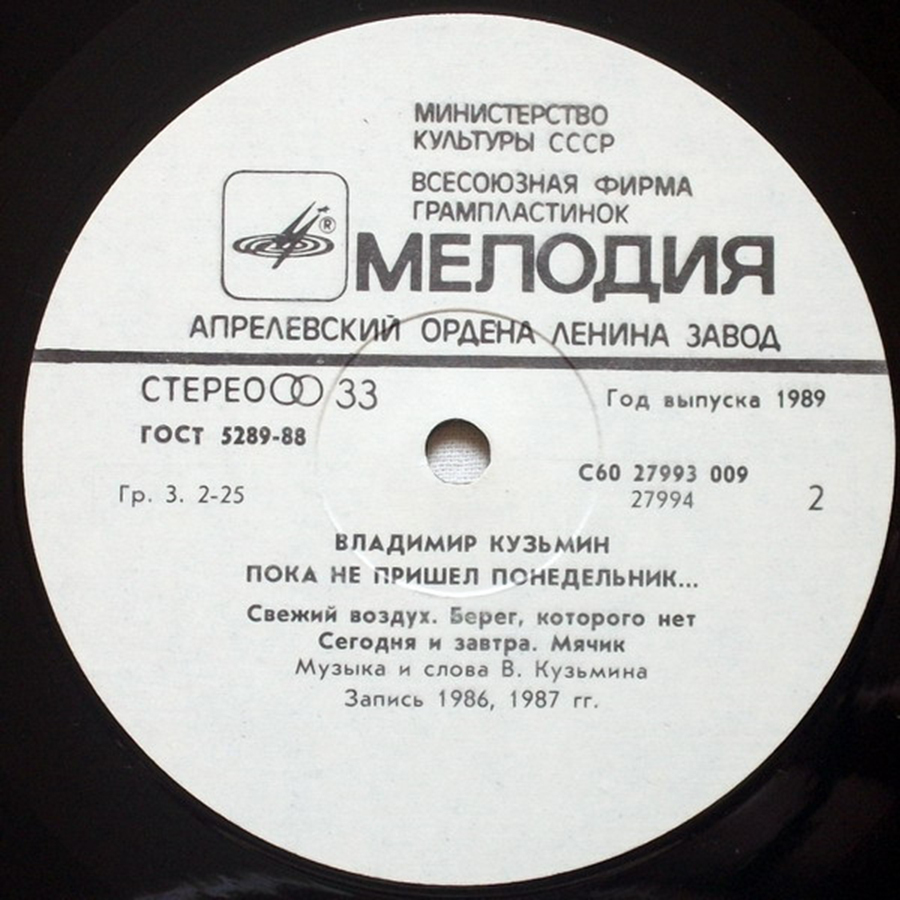 МИНИСТЕРСТВО
КУЛЬТУРЫ СССР
ВСЕСОЮЗНАЯ ФИРМА
ГРАМПЛАСТИНОК
®
МЕЛОДИЯ
АПРЕЛЕВСКИЙ ОРДЕНА ЛЕНИНА ЗАВОД
СТЕРЕО 33
Год выпуска 1989
ГОСТ 5289-88
С60 27993 009
Гр. 3. 2-25
27994
2
ВЛАДИМИР КУЗЬМИН
ПОКА НЕ ПРИШЕЛ ПОНЕДЕЛЬНИК...
Свежий воздух. Берег, которого нет
Сегодня и завтра. Мячик
Музыка и слова В. Кузьмина
Запись 1986, 1987 гг.